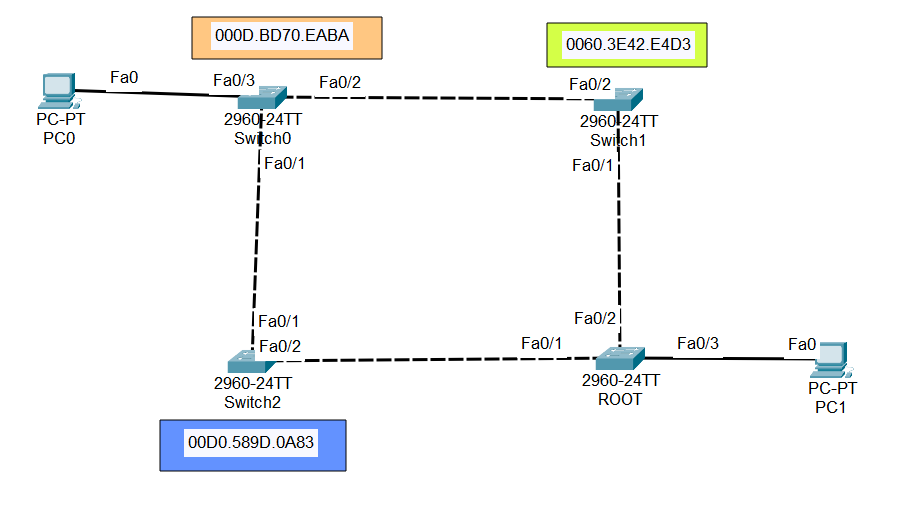 000D.BD70.EABA
0060.3E42.E4D3
Fa0
Fa0/3
Fa0/2
Fa0/2
PC-PT
PC0
2960-24TT
Switch0
2960-24TT
Switch1
Fa0/1
Fa0/1
Fa0/1
Fa0/2
Fa0/2
Fa0/1
Fa0/3
Fa0
2960-24TT
Switch2
2960-24TT
ROOT
PC-PT
PC1
00D0.589D.0A83